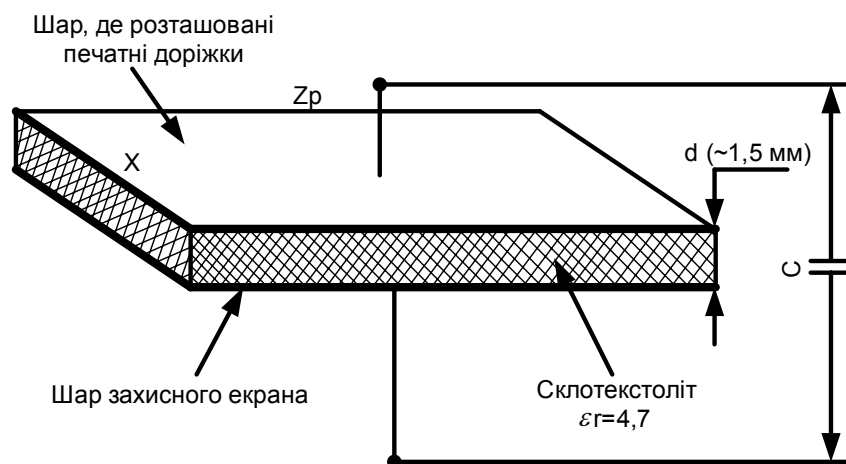 Шар, де розташовані
печатні доріжки
Zp
X
d (~1,5 мм)
C
Шар захисного екрана
Склотекстоліт
εr=4,7